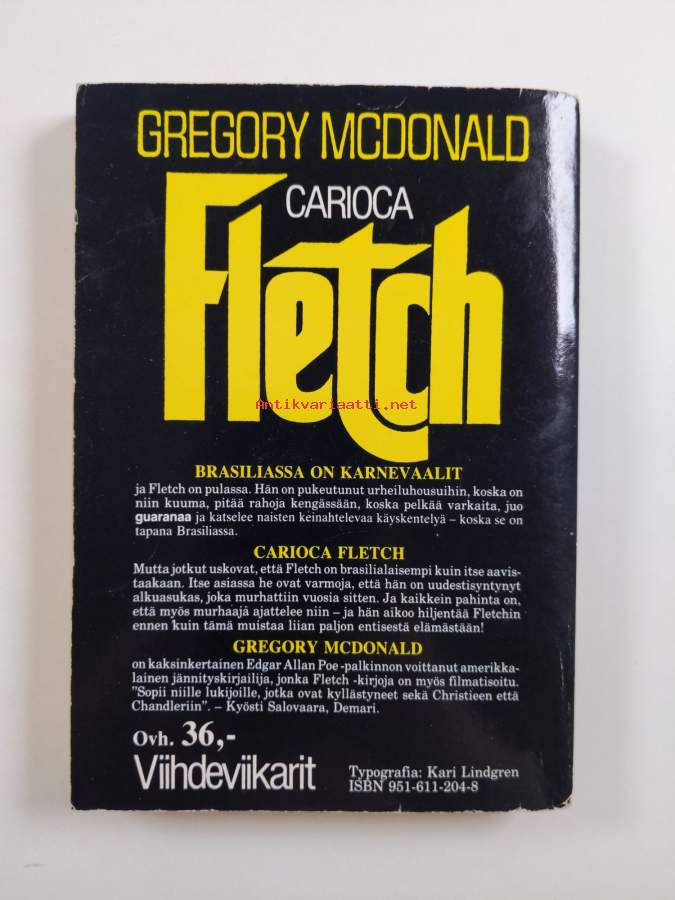 GREGORY MCDONALD
CARIOCA
Fletch
Antikvariaatti.net
BRASILIASSA ON KARNEVAALIT
ja Fletch on pulassa. Hän on pukeutunut urheiluhousuihin, koska on
niin kuuma, pitää rahoja kengässään, koska pelkää varkaita, juo
guaranaa ja katselee naisten keinahtelevaa käyskentelyä – koska se on
tapana Brasiliassa.
CARIOCA FLETCH
Mutta jotkut uskovat, että Fletch on brasilialaisempi kuin itse aavis-
taakaan. Itse asiassa he ovat varmoja, että hän on uudestisyntynyt
alkuasukas, joka murhattiin vuosia sitten. Ja kaikkein pahinta on,
että myös murhaaja ajattelee niin – ja hän aikoo hiljentää Fletchin
ennen kuin tämä muistaa liian paljon entisestä elämästään!
GREGORY MCDONALD
on kaksinkertainen Edgar Allan Poe -palkinnon voittanut amerikka-
lainen jännityskirjailija, jonka Fletch -kirjoja on myös filmatisoitu.
"Sopii niille lukijoille, jotka ovat kyllästyneet sekä Christieen että
Chandleriin". – Kyösti Salovaara, Demari.
Ovh. 36,-
Viihdeviikarit
Typografia: Kari Lindgren
ISBN 951-611-204-8